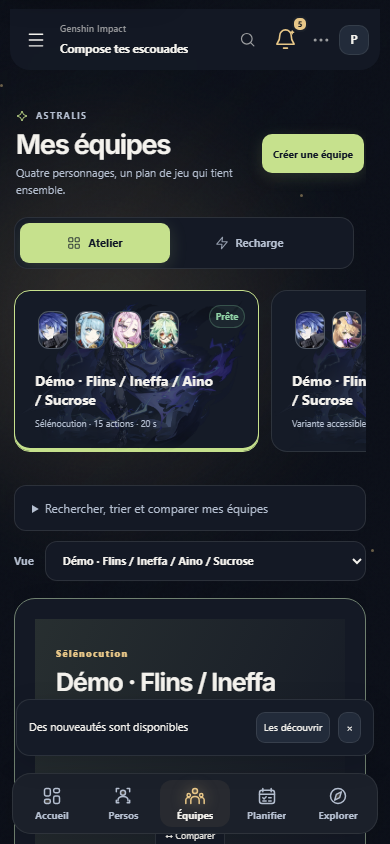 Genshin Impact
Compose tes escouades
5
P
ASTRALIS
Mes équipes
Quatre personnages, un plan de jeu qui tient
ensemble.
Créer une équipe
Atelier
Recharge
Prête
Démo · Flins / Ineffa / Aino
/ Sucrose
Sélénocution · 15 actions · 20 s
Démo · Flin
/ Sucrose
Variante accessible
Rechercher, trier et comparer mes équipes
Vue
Démo · Flins / Ineffa / Aino / Sucrose
Sélénocution
Démo · Flins / Ineffa
Des nouveautés sont disponibles
Les découvrir
×
Accueil
Persos
Équipes
Planifier
Explorer
↔ Comparer